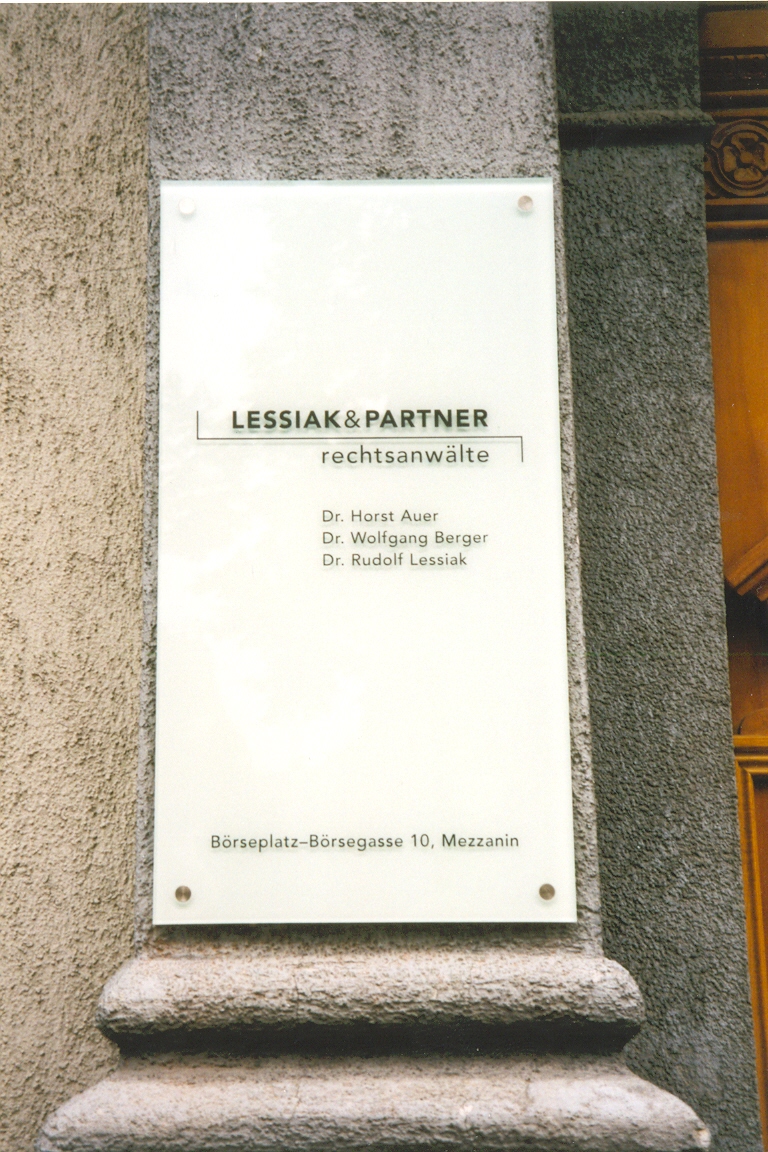 LESSIAK&PARTNER
rechtsanwälte
Dr. Horst Auer
Dr. Wolfgang Berger
Dr. Rudolf Lessiak
Börseplatz–Börsegasse 10, Mezzanin